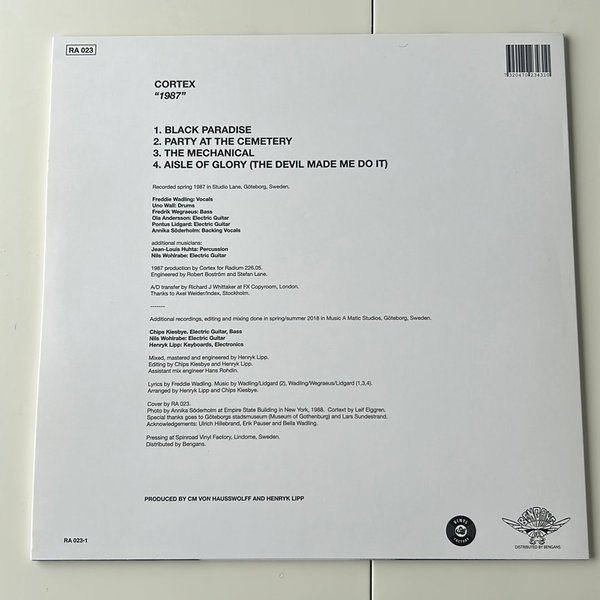 RA 023
CORTEX
"1987"
1. BLACK PARADISE
2. PARTY AT THE CEMETERY
3. THE MECHANICAL
4. AISLE OF GLORY (THE DEVIL MADE ME DO IT)
Recorded spring 1987 in Studio Lane, Göteborg, Sweden.
Freddie Wadling: Vocals
Uno Wall: Drums
Fredrik Wegraeus: Bass
Ola Andersson: Electric Guitar
Pontus Lidgard: Electric Guitar
Annika Söderholm: Backing Vocals
additional musicians:
Jean-Louis Huhta: Percussion
Nils Wohlrabe: Electric Guitar
1987 production by Cortex for Radium 226.05.
Engineered by Robert Boström and Stefan Lane.
A/D transfer by Richard J Whittaker at FX Copyroom, London.
Thanks to Axel Weider/Index, Stockholm.
-------
Additional recordings, editing and mixing done in spring/summer 2018 in Music A Matic Studios, Göteborg, Sweden.
Chips Kiesbye. Electric Guitar, Bass
Nils Wohlrabe: Electric Guitar
Henryk Lipp: Keyboards, Electronics
Mixed, mastered and engineered by Henryk Lipp.
Editing by Chips Kiesbye and Henryk Lipp.
Assistant mix engineer Hans Rohdin.
Lyrics by Freddie Wadling. Music by Wadling/Lidgard (2), Wadling/Wegraeus/Lidgard (1,3,4).
Arranged by Henryk Lipp and Chips Kiesbye.
Cover by RA 023.
Photo by Annika Söderholm at Empire State Building in New York, 1988. Cortext by Leif Elggren.
Special thanks goes to Göteborgs stadsmuseum (Museum of Gothenburg) and Lars Sundestrand.
Acknowledgements: Ulrich Hillebrand, Erik Pauser and Bella Wadling.
Pressing at Spinroad Vinyl Factory, Lindome, Sweden.
Distributed by Bengans.
PRODUCED BY CM VON HAUSSWOLFF AND HENRYK LIPP
RA 023-1
VINYL
FACTORY
BENGANS
DISTRIBUTED BY BENGANS